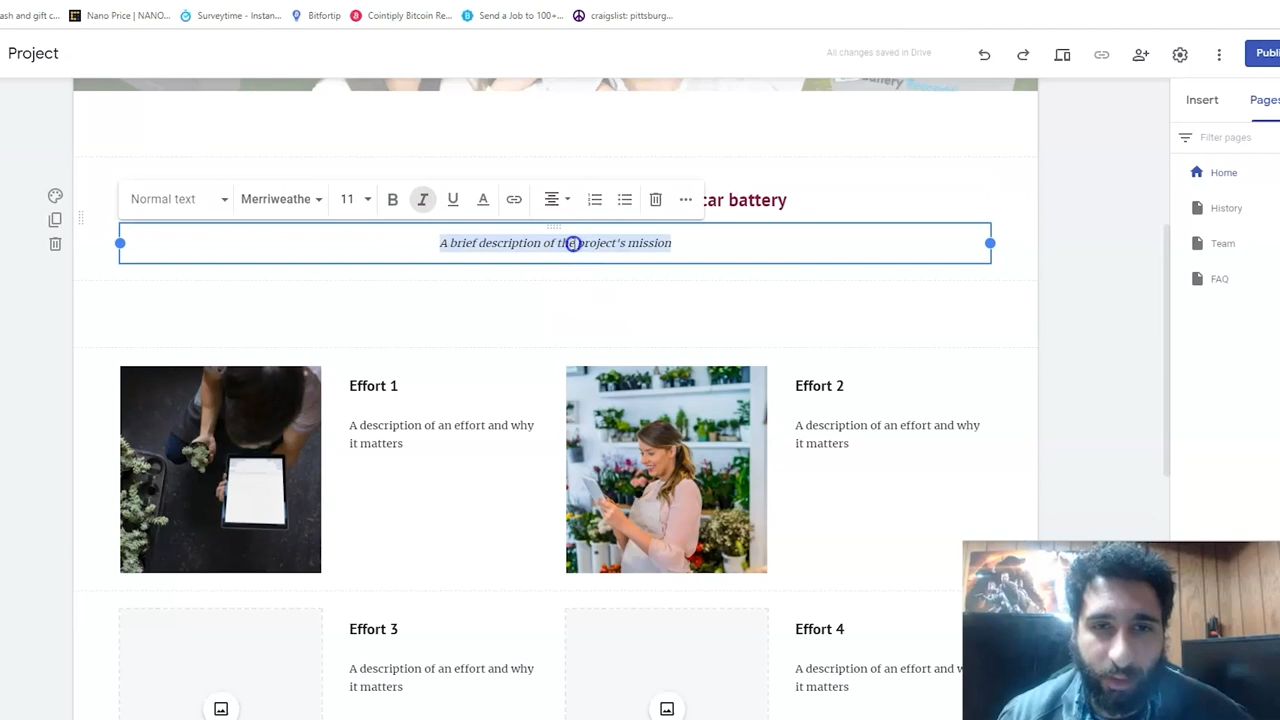 ash and gift c... Nano Price | NANO... Surveytime - Instan... Bitfortip Cointiply Bitcoin Re... Send a Job to 100+... craigslist: pittsburg...
Project
All changes saved in Drive
Publi
Insert
Pages
Filter pages
Home
History
Team
FAQ
Normal text
Merriweathe
11
B
I
U
A
car battery
A brief description of the project's mission
Effort 1
A description of an effort and why
it matters
Effort 2
A description of an effort and why
it matters
Effort 3
A description of an effort and why
it matters
Effort 4
A description of an effort and w
it matters